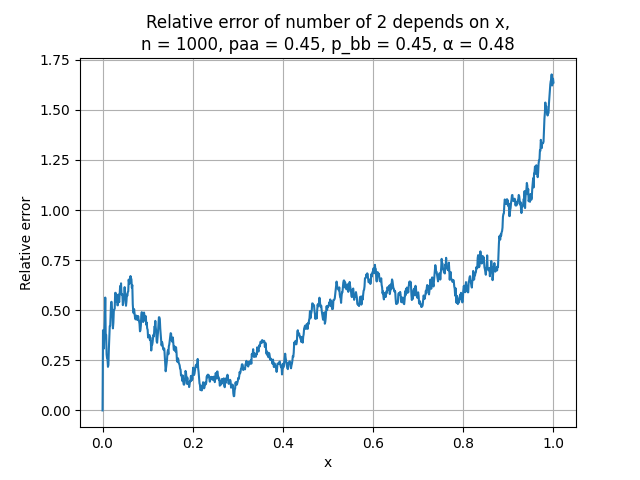 Relative error of number of 2 depends on x,
n = 1000, paa = 0.45, p_bb = 0.45, α = 0.48
1.75
1.50
1.25
1.00
0.75
0.50
0.25
0.00
Relative error
0.0 0.2 0.4 0.6 0.8 1.0
x